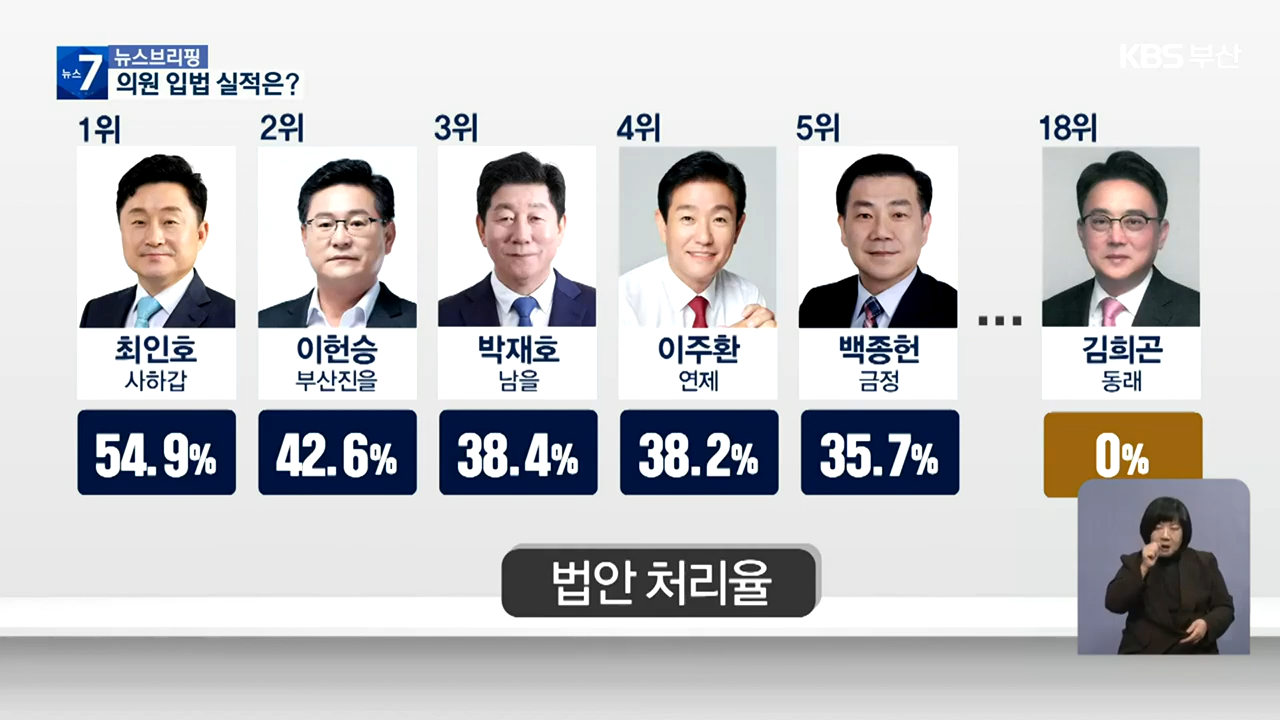 뉴스7
뉴스브리핑
의원 입법 실적은?
KBS 부산
1위
최인호
사하갑
54.9%
2위
이헌승
부산진을
42.6%
3위
박재호
남을
38.4%
4위
이주환
연제
38.2%
5위
백종헌
금정
35.7%
...
18위
김희곤
동래
0%
법안 처리율